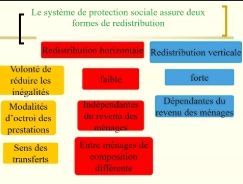 Le système de protection sociale assure deux
formes de redistribution
Redistribution horizontale
Redistribution verticale
Volonté de
réduire les
inégalités
faible
forte
Modalités
d'octroi des
prestations
Indépendantes
du revenu des
ménages
Dépendantes du
revenu des ménages
Sens des
transferts
Entre ménages de
composition
différente